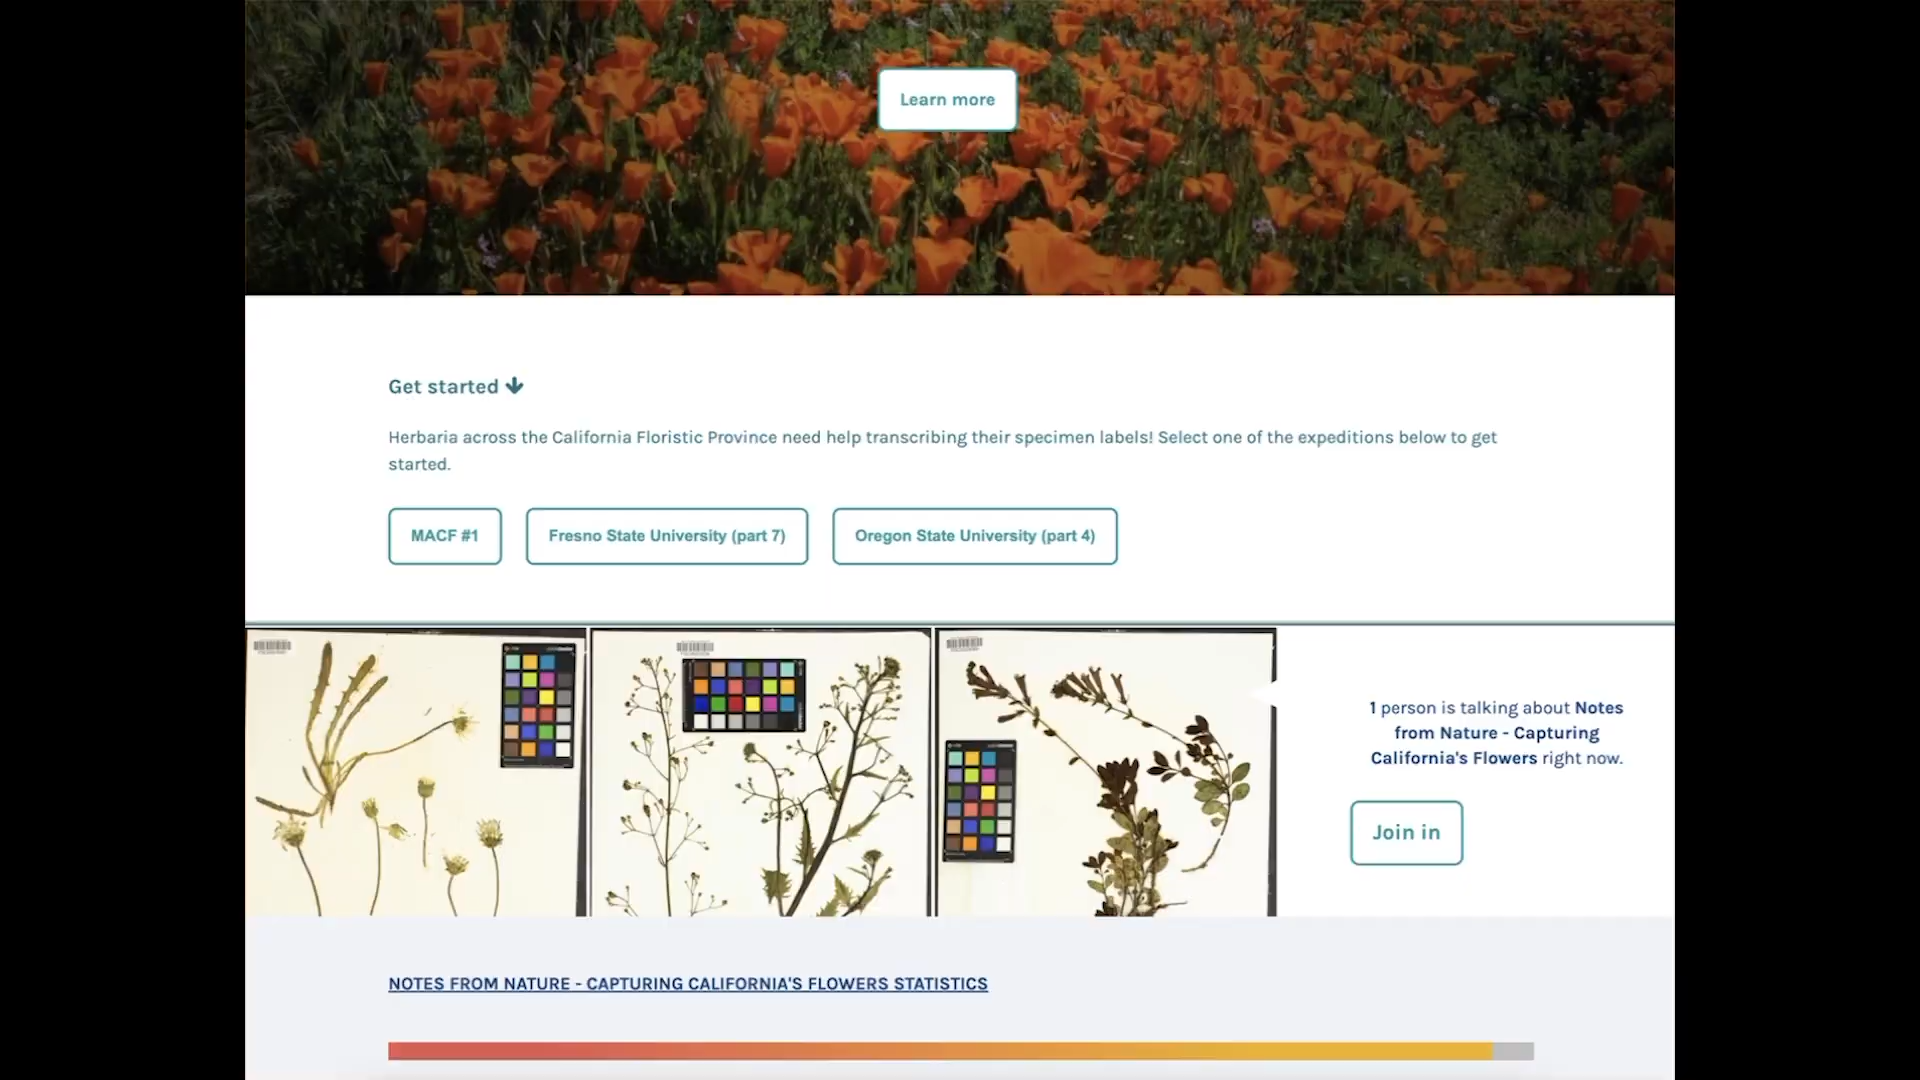 Learn more
Get started
Herbaria across the California Floristic Province need help transcribing their specimen labels! Select one of the expeditions below to get
started.
MACF #1
Fresno State University (part 7)
Oregon State University (part 4)
1 person is talking about Notes
from Nature - Capturing
California's Flowers right now.
Join in
NOTES FROM NATURE - CAPTURING CALIFORNIA'S FLOWERS STATISTICS